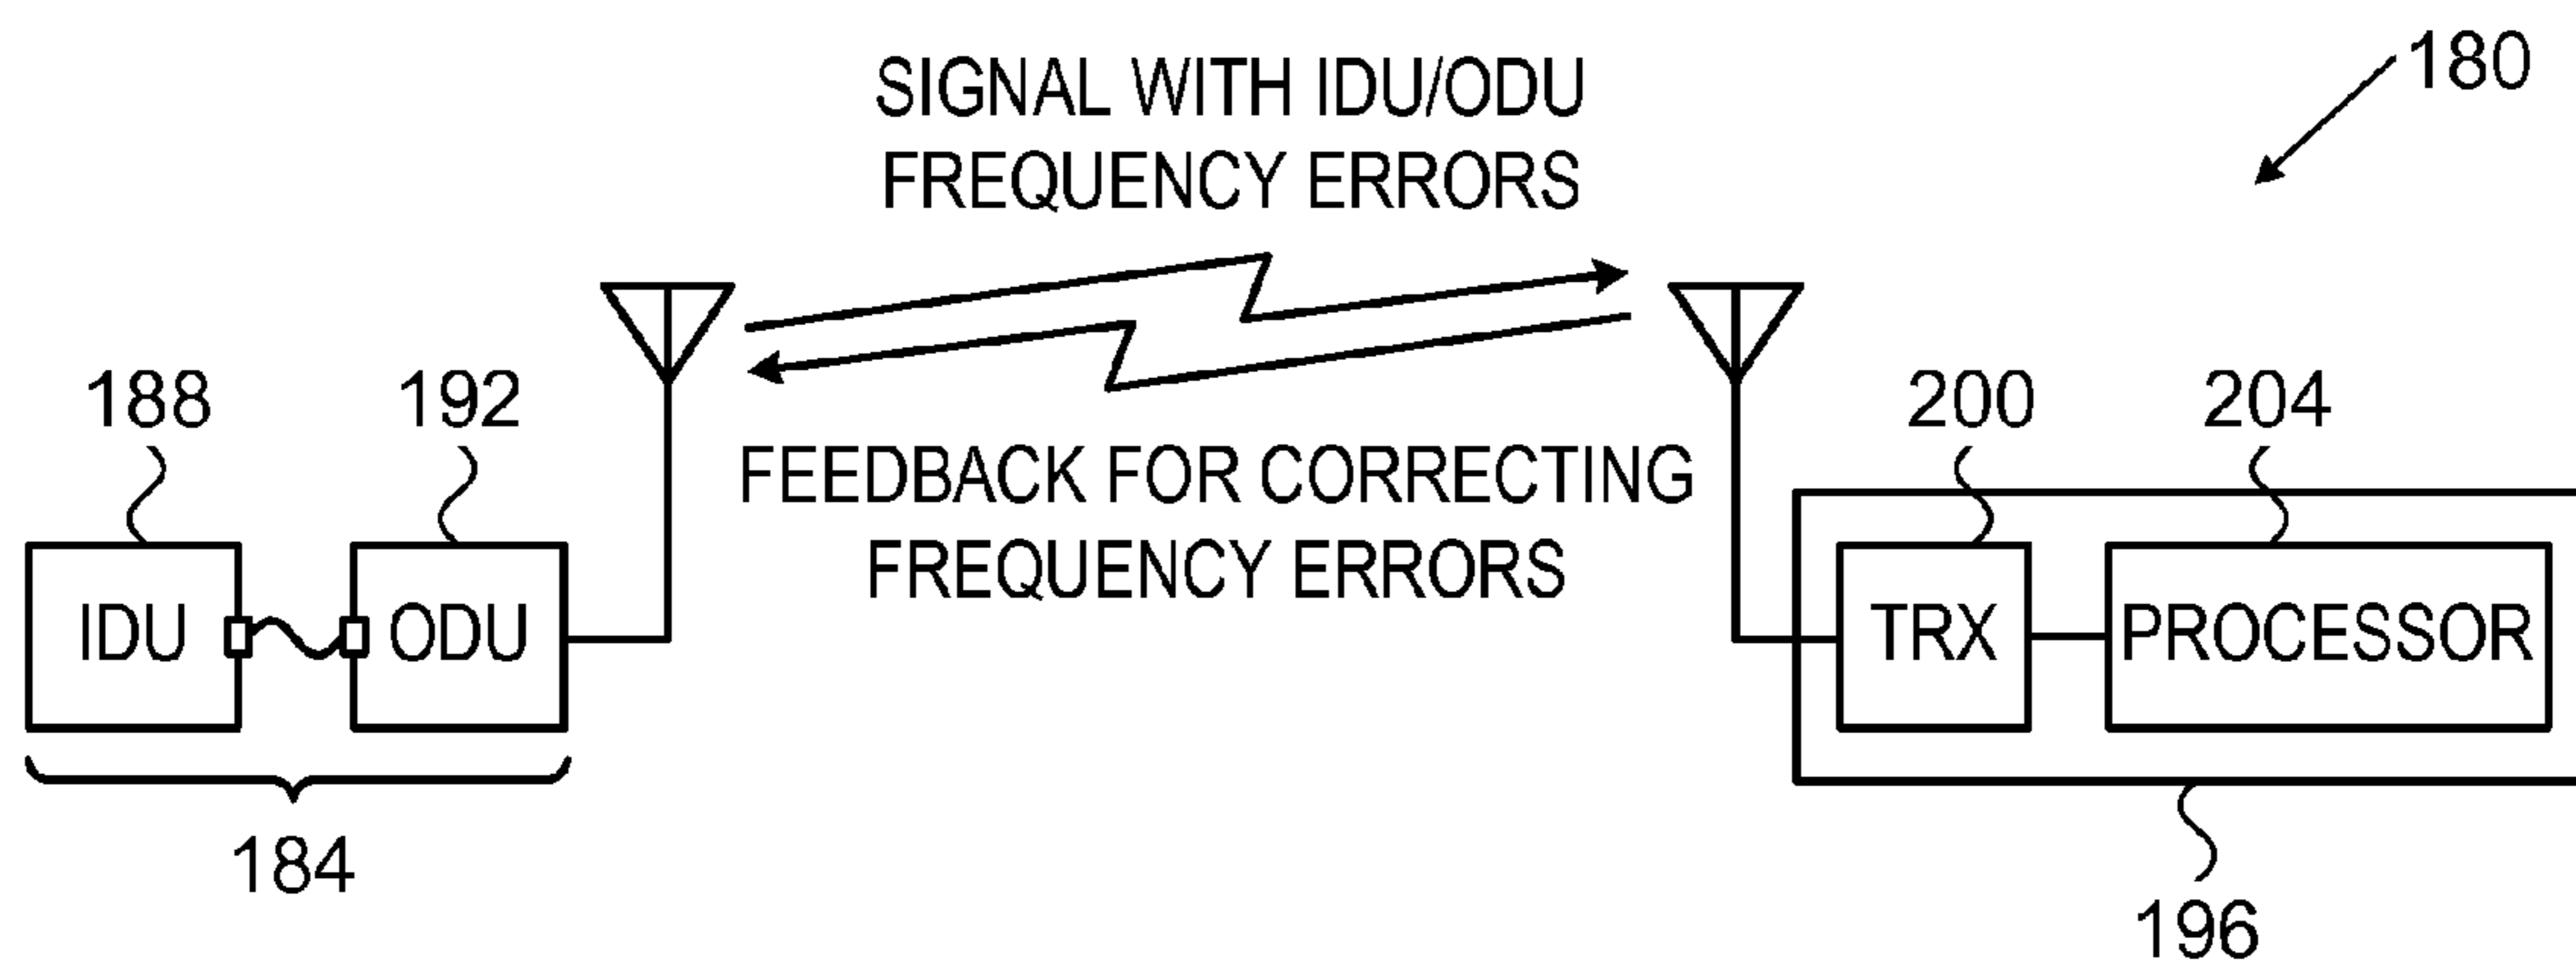 180
SIGNAL WITH IDU/ODU
FREQUENCY ERRORS
188
192
200
204
FEEDBACK FOR CORRECTING
FREQUENCY ERRORS
IDU
ODU
TRX
PROCESSOR
184
196